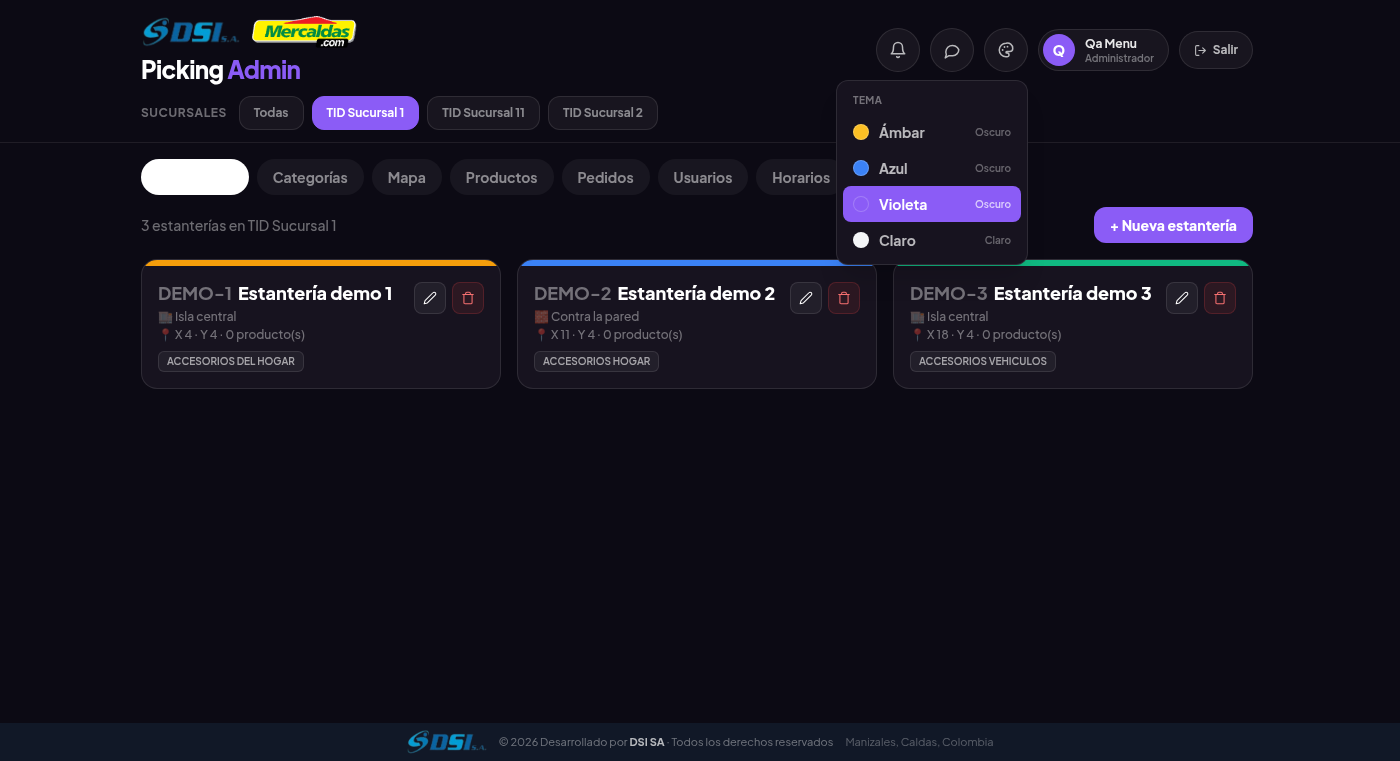 SDSI S.A.
Mercaldas
.com
Picking Admin
Qa Menu
Administrador
Salir
SUCURSALES
Todas
TID Sucursal 1
TID Sucursal 11
TID Sucursal 2
TEMA
Ámbar
Oscuro
Azul
Oscuro
Violeta
Oscuro
Claro
Claro
Categorías
Mapa
Productos
Pedidos
Usuarios
Horarios
3 estanterías en TID Sucursal 1
+ Nueva estantería
DEMO-1 Estantería demo 1
Isla central
X 4 · Y 4 · 0 producto(s)
ACCESORIOS DEL HOGAR
DEMO-2 Estantería demo 2
Contra la pared
X 11 · Y 4 · 0 producto(s)
ACCESORIOS HOGAR
DEMO-3 Estantería demo 3
Isla central
X 18 · Y 4 · 0 producto(s)
ACCESORIOS VEHICULOS
SDSI S.A.
© 2026 Desarrollado por DSI SA · Todos los derechos reservados
Manizales, Caldas, Colombia